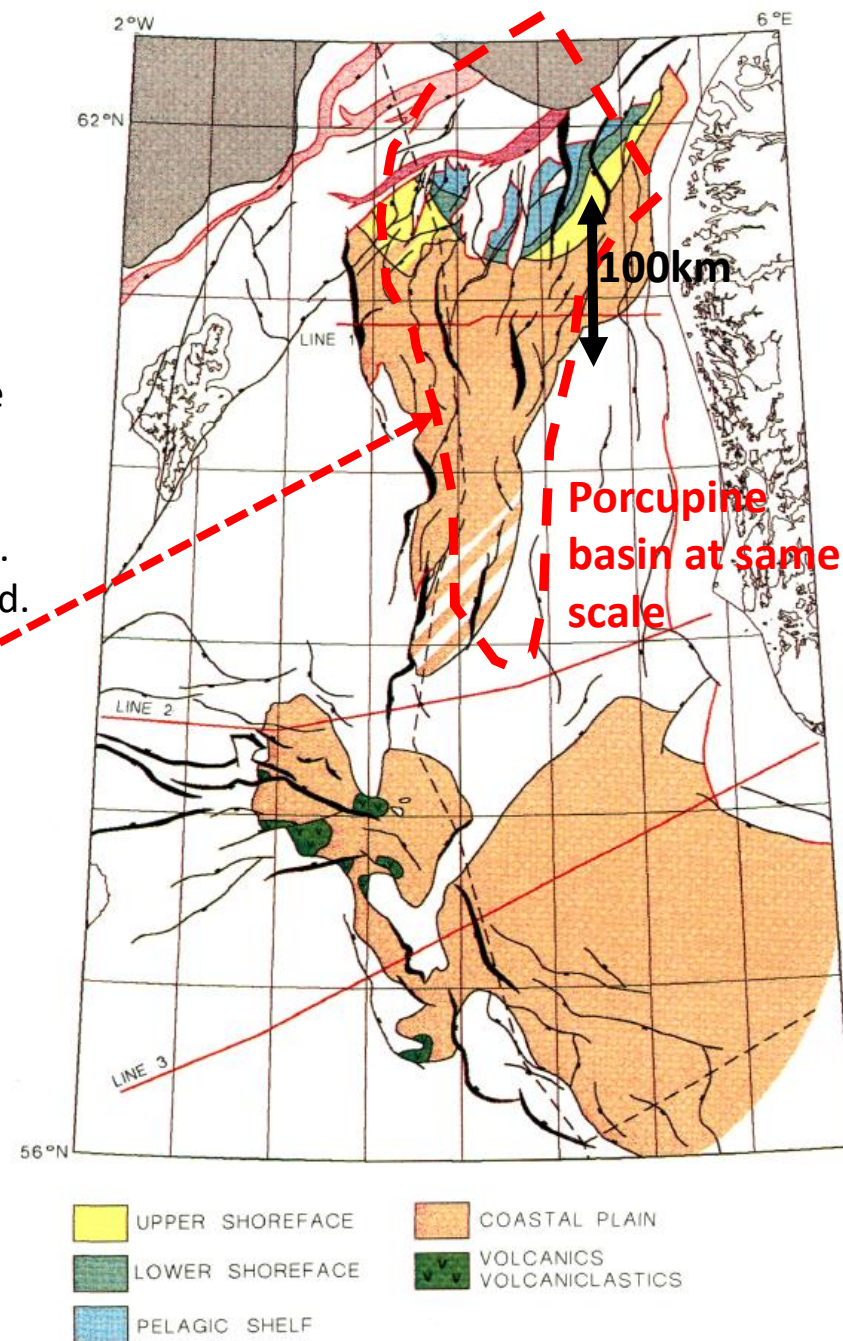 2°W
6°E
62°N
100km
LINE 1
e
.
d.
Porcupine
basin at same
scale
LINE 2
LINE 3
56°N
UPPER SHOREFACE
COASTAL PLAIN
LOWER SHOREFACE
VOLCANICS
VOLCANICLASTICS
PELAGIC SHELF